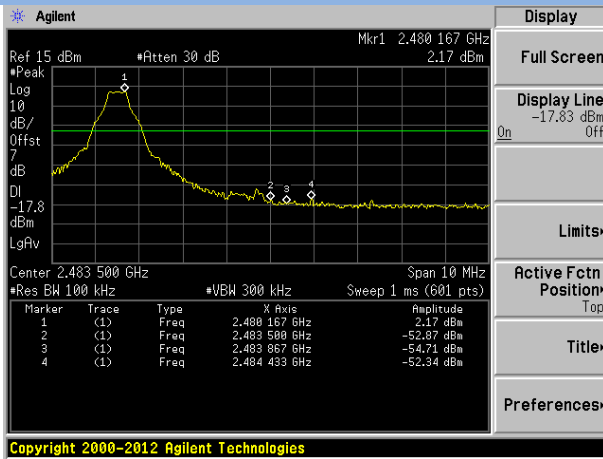 Agilent
Display
Mkr1 2.480 167 GHz
Ref 15 dBm #Atten 30 dB 2.17 dBm
Full Screen
#Peak
Log
10
dB/
Offst
7
dB
DI
-17.8
dBm
LgAv
1
2
3
4
Display Line
-17.83 dBm
On Off
Limits
Center 2.483 500 GHz Span 10 MHz
#Res BW 100 kHz #VBW 300 kHz Sweep 1 ms (601 pts)
Active Fctn
Position
Top
Marker Trace Type X Axis Amplitude
1 (1) Freq 2.480 167 GHz 2.17 dBm
2 (1) Freq 2.483 500 GHz -52.87 dBm
3 (1) Freq 2.483 867 GHz -54.71 dBm
4 (1) Freq 2.484 433 GHz -52.34 dBm
Title
Preferences
Copyright 2000-2012 Agilent Technologies